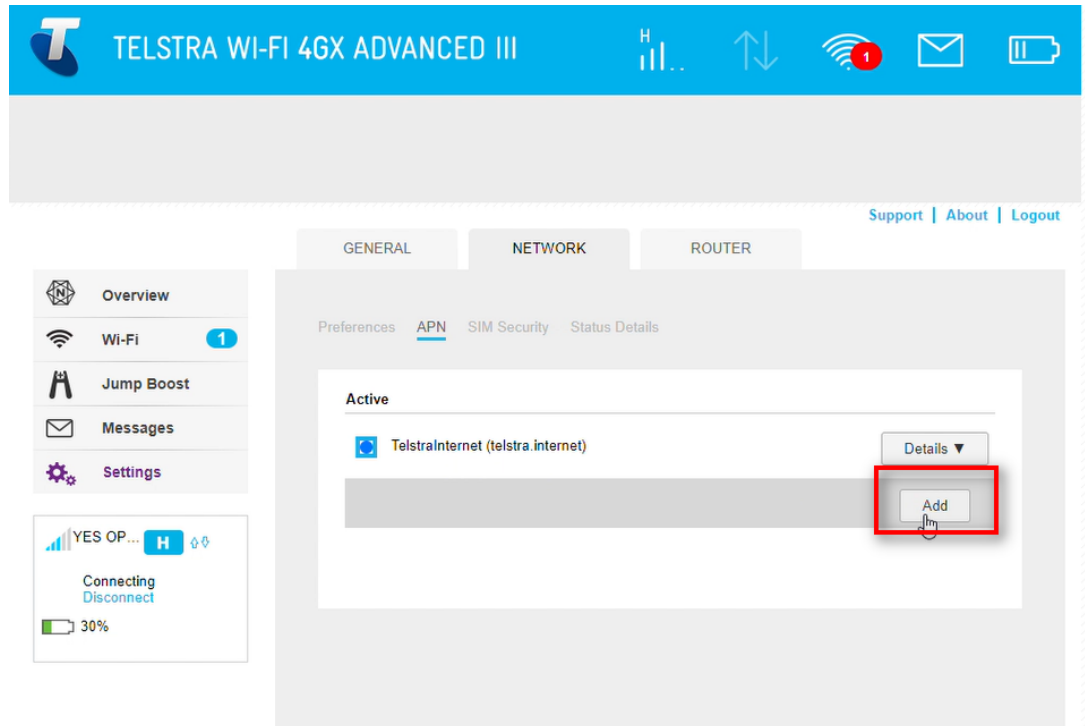 TELSTRA WI-FI 4GX ADVANCED III
H
1
Support | About | Logout
GENERAL NETWORK ROUTER
Overview
Wi-Fi 1
Jump Boost
Messages
Settings
Preferences APN SIM Security Status Details
Active
TelstraInternet (telstra.internet)
Details ▼
Add
YES OP... H
Connecting
Disconnect
30%